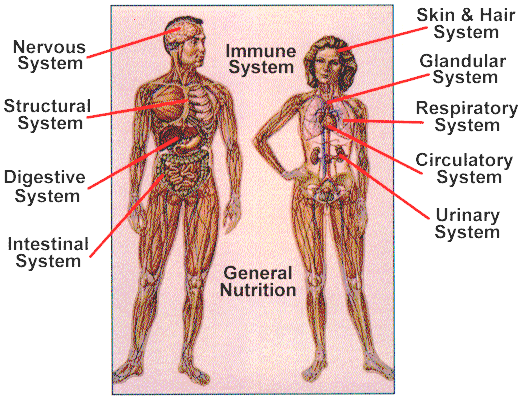 Nervous
System
Structural
System
Digestive
System
Intestinal
System
Immune
System
General
Nutrition
Skin & Hair
System
Glandular
System
Respiratory
System
Circulatory
System
Urinary
System